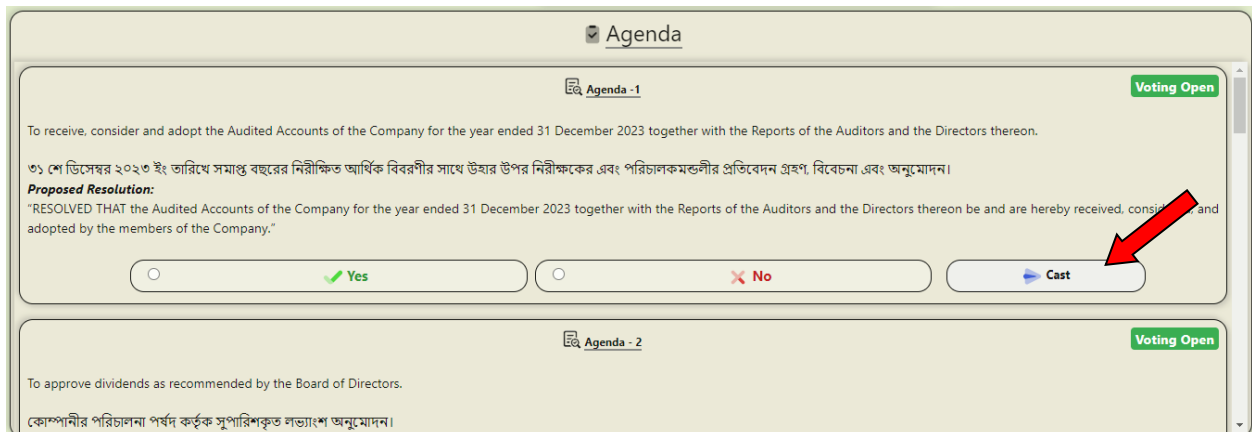 Agenda
Agenda -1
Voting Open
To receive, consider and adopt the Audited Accounts of the Company for the year ended 31 December 2023 together with the Reports of the Auditors and the Directors thereon.
৩১ শে ডিসেম্বর ২০২৩ ইং তারিখে সমাপ্ত বছরের নিরীক্ষিত আর্থিক বিবরণীর সাথে উহার উপর নিরীক্ষকের এবং পরিচালকমন্ডলীর প্রতিবেদন গ্রহণ, বিবেচনা এবং অনুমোদন।
Proposed Resolution:
“RESOLVED THAT the Audited Accounts of the Company for the year ended 31 December 2023 together with the Reports of the Auditors and the Directors thereon be and are hereby received, and
adopted by the members of the Company.”
Yes No Cast
Agenda - 2
Voting Open
To approve dividends as recommended by the Board of Directors.
কোম্পানীর পরিচালনা পর্ষদ কর্তৃক সুপারিশকৃত লভ্যাংশ অনুমোদন।